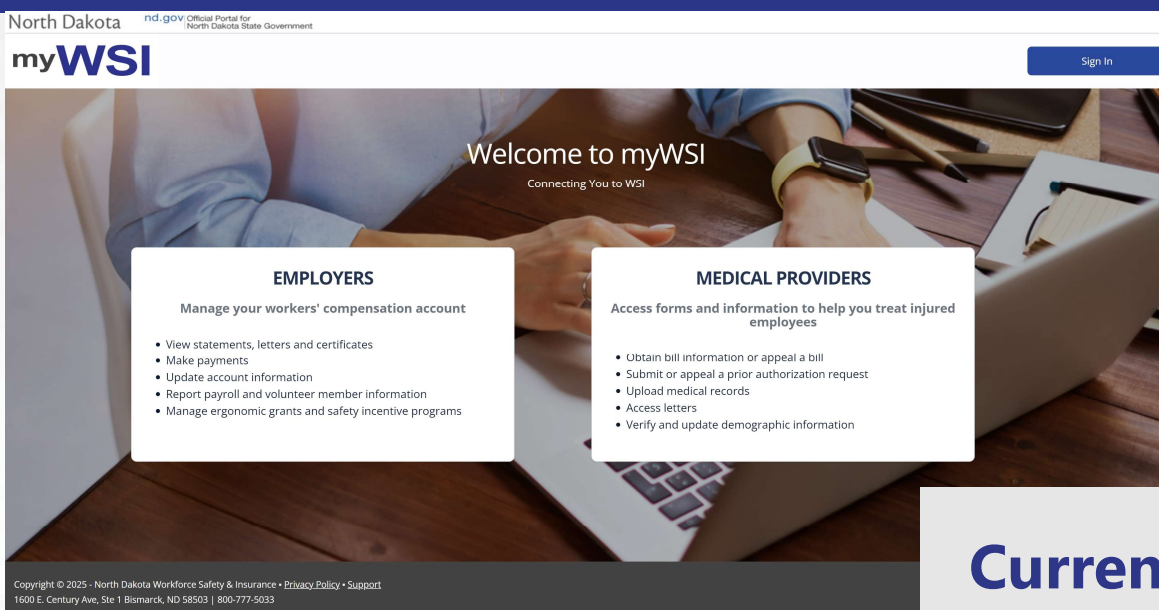 North Dakota
nd.gov Official Portal for
North Dakota State Government
myWSI
Sign In
Welcome to myWSI
Connecting You to WSI
EMPLOYERS
Manage your workers' compensation account
• View statements, letters and certificates
• Make payments
• Update account information
• Report payroll and volunteer member information
• Manage ergonomic grants and safety incentive programs
MEDICAL PROVIDERS
Access forms and information to help you treat injured
employees
• Obtain bill information or appeal a bill
• Submit or appeal a prior authorization request
• Upload medical records
• Access letters
• Verify and update demographic information
Copyright © 2025 - North Dakota Workforce Safety & Insurance • Privacy Policy • Support
1600 E. Century Ave, Ste 1 Bismarck, ND 58503 | 800-777-5033
Curren